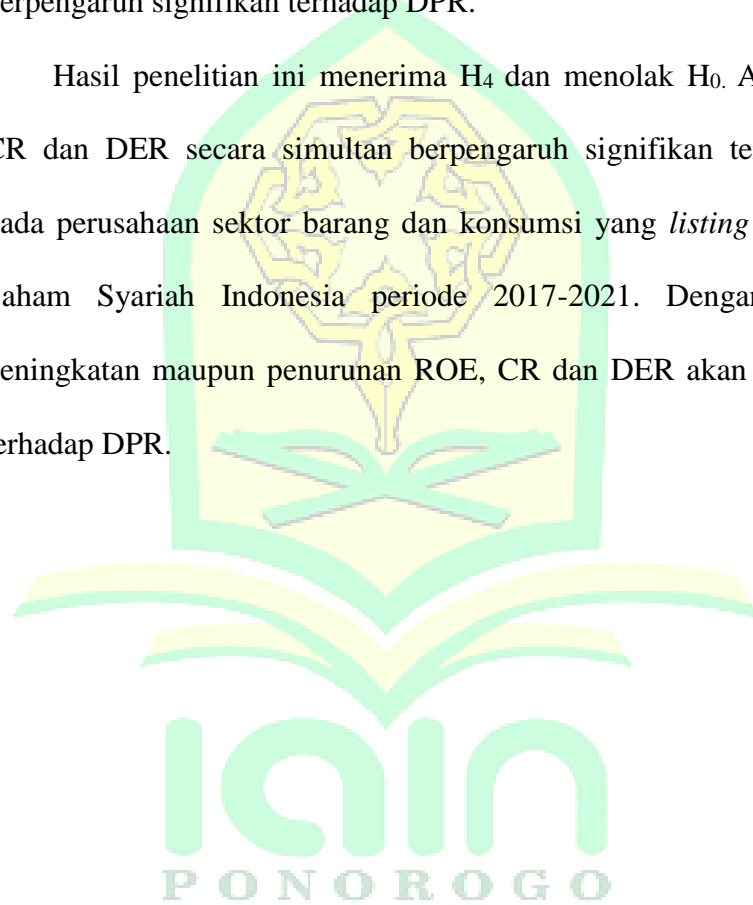 erpengaruh signifikan terhadap DPR.
Hasil penelitian ini menerima H4 dan menolak H0. A
CR dan DER secara simultan berpengaruh signifikan te
ada perusahaan sektor barang dan konsumsi yang listing
aham Syariah Indonesia periode 2017-2021. Dengan
eningkatan maupun penurunan ROE, CR dan DER akan
erhadap DPR.
iain
PONOROGO